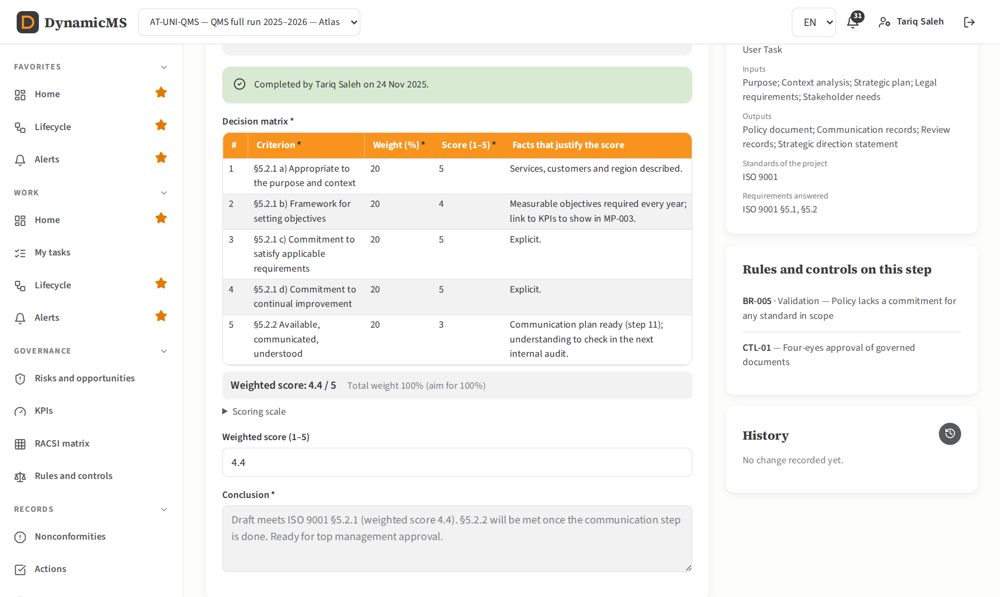 DynamicMS
AT-UNI-QMS — QMS full run 2025–2026 — Atlas
EN
31
Tariq Saleh
FAVORITES
Home
Lifecycle
Alerts
WORK
Home
My tasks
Lifecycle
Alerts
GOVERNANCE
Risks and opportunities
KPIs
RACSI matrix
Rules and controls
RECORDS
Nonconformities
Actions
Completed by Tariq Saleh on 24 Nov 2025.
Decision matrix *
# Criterion * Weight (%) * Score (1–5) * Facts that justify the score
1 §5.2.1 a) Appropriate to 20 5 Services, customers and region described.
the purpose and context
2 §5.2.1 b) Framework for 20 4 Measurable objectives required every year;
setting objectives link to KPIs to show in MP-003.
3 §5.2.1 c) Commitment to 20 5 Explicit.
satisfy applicable
requirements
4 §5.2.1 d) Commitment to 20 5 Explicit.
continual improvement
5 §5.2.2 Available, 20 3 Communication plan ready (step 11);
communicated, understanding to check in the next
understood internal audit.
Weighted score: 4.4 / 5 Total weight 100% (aim for 100%)
Scoring scale
Weighted score (1–5)
4.4
Conclusion *
Draft meets ISO 9001 §5.2.1 (weighted score 4.4). §5.2.2 will be met once the communication step
is done. Ready for top management approval.
User Task
Inputs
Purpose; Context analysis; Strategic plan; Legal
requirements; Stakeholder needs
Outputs
Policy document; Communication records; Review
records; Strategic direction statement
Standards of the project
ISO 9001
Requirements answered
ISO 9001 §5.1, §5.2
Rules and controls on this step
BR-005 · Validation — Policy lacks a commitment for
any standard in scope
CTL-01 — Four-eyes approval of governed
documents
History
No change recorded yet.